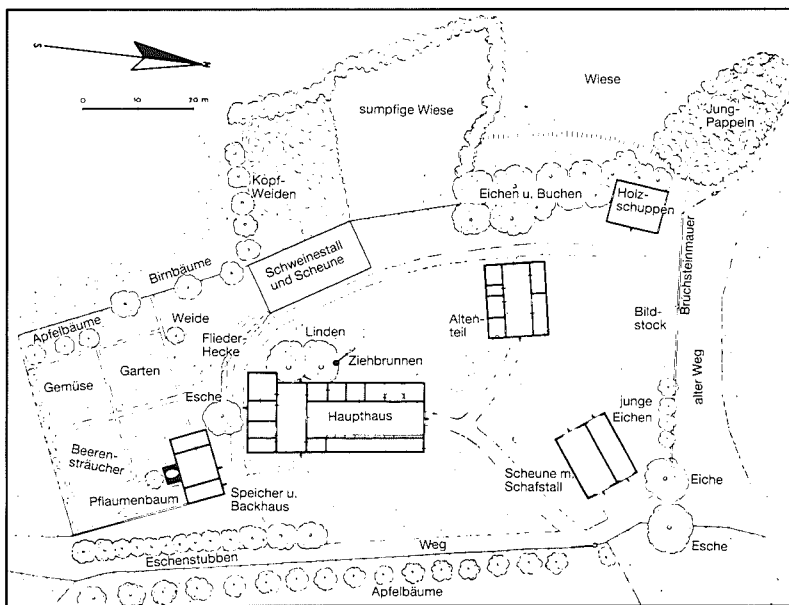 S
N
0 10 20 m
Wiese
sumpfige Wiese
Jung-
Pappeln
Kopf-
Weiden
Eichen u. Buchen
Holz-
schuppen
Schweinestall
und Scheune
Birnbäume
Bruchsteinmauer
Apfelbäume
Weide
Flieder-
Hecke
Linden
Ziehbrunnen
Alten-
teil
Bild-
stock
alter Weg
Gemüse
Garten
Esche
Haupthaus
junge
Eichen
Beeren-
sträucher
Pflaumenbaum
Speicher u.
Backhaus
Scheune m.
Schafstall
Eiche
Eschenstubben
Weg
Esche
Apfelbäume